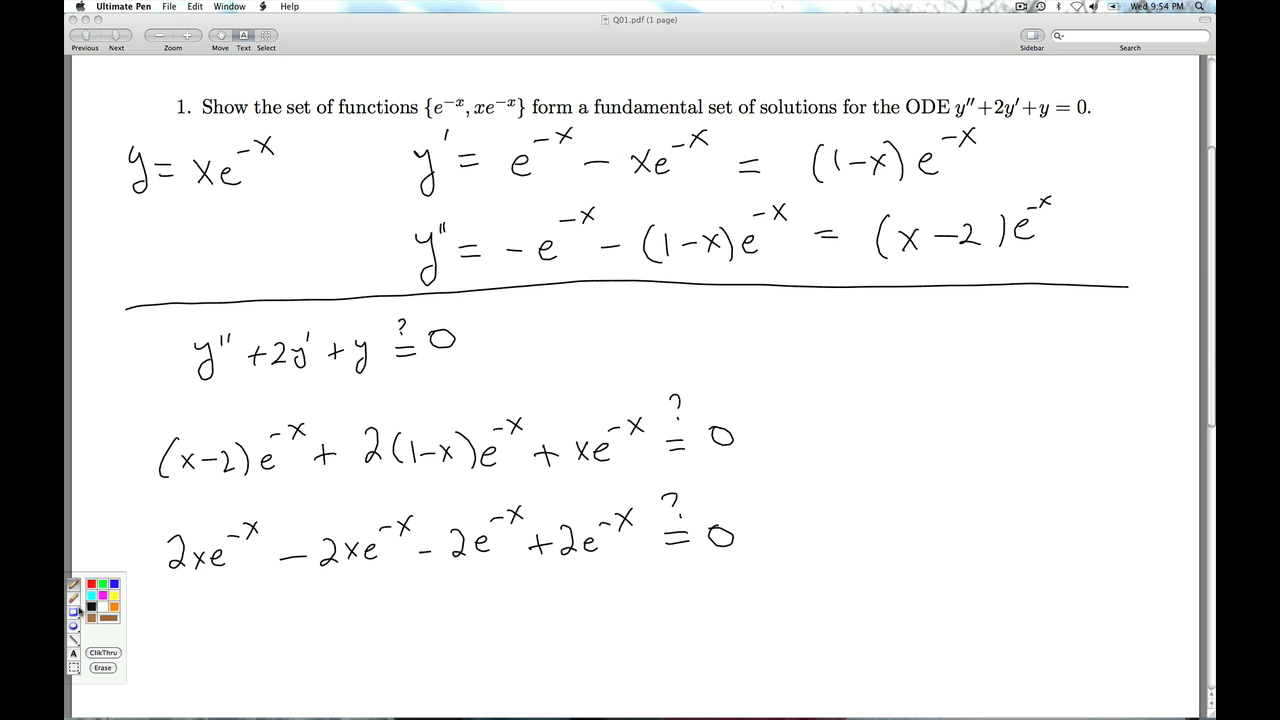 Ultimate Pen File Edit Window Help Wed 9:54 PM
Q01.pdf (1 page)
Previous Next Zoom Move Text Select Sidebar Search
1. Show the set of functions {e^{-x}, xe^{-x}} form a fundamental set of solutions for the ODE y''+2y'+y = 0.
y = xe^{-x} y' = e^{-x} - xe^{-x} = (1-x)e^{-x}
y'' = -e^{-x} - (1-x)e^{-x} = (x-2)e^{-x}
y'' + 2y' + y ?= 0
(x-2)e^{-x} + 2(1-x)e^{-x} + xe^{-x} ?= 0
2xe^{-x} - 2xe^{-x} - 2e^{-x} + 2e^{-x} ?= 0
A
ClikThru
Erase